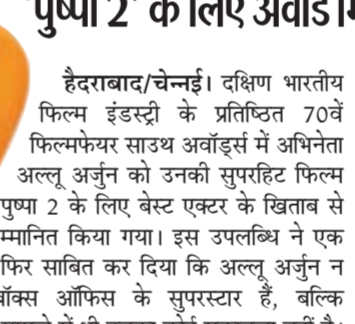 'पुष्पा 2' के लिए अवॉर्ड
हैदराबाद/चेन्नई। दक्षिण भारतीय
फिल्म इंडस्ट्री के प्रतिष्ठित 70वें
फिल्मफेयर साउथ अवॉर्ड्स में अभिनेता
अल्लू अर्जुन को उनकी सुपरहिट फिल्म
पुष्पा 2 के लिए बेस्ट एक्टर के खिताब से
म्मानित किया गया। इस उपलब्धि ने एक
फिर साबित कर दिया कि अल्लू अर्जुन न
बॉक्स ऑफिस के सुपरस्टार हैं, बल्कि